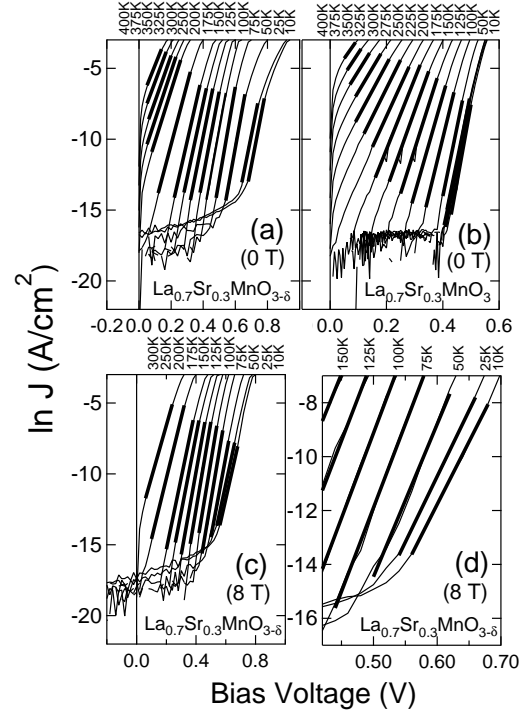 400K 375K 350K 325K 300K 250K 200K 175K 150K 125K 100K 75K 50K 25K 10K
400K 375K 350K 325K 300K 275K 250K 225K 200K 175K 150K 125K 100K 50K 10K
-5
-10
-15
-20
(a)
(0 T)
La0.7Sr0.3MnO3-δ
-0.20.0 0.2 0.4 0.6 0.8
(b)
(0 T)
La0.7Sr0.3MnO3
0.0 0.2 0.4 0.6
ln J (A/cm2)
300K 250K 200K 175K 150K 125K 100K 75K 50K 25K 10K
-5
-10
-15
-20
(c)
(8 T)
La0.7Sr0.3MnO3-δ
0.0 0.4 0.8
150K 125K 100K 75K 50K 25K 10K
-8
-10
-12
-14
-16
(d)
(8 T)
La0.7Sr0.3MnO3-δ
0.50 0.60 0.70
Bias Voltage (V)